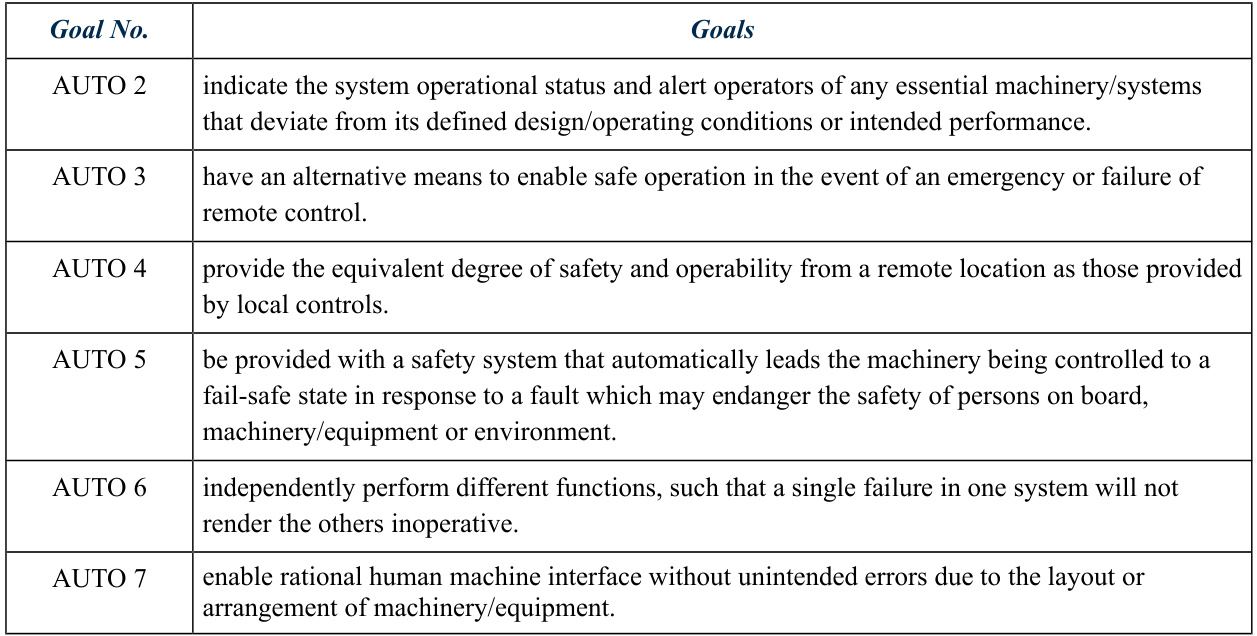 Goal No. Goals
AUTO 2 indicate the system operational status and alert operators of any essential machinery/systems
that deviate from its defined design/operating conditions or intended performance.
AUTO 3 have an alternative means to enable safe operation in the event of an emergency or failure of
remote control.
AUTO 4 provide the equivalent degree of safety and operability from a remote location as those provided
by local controls.
AUTO 5 be provided with a safety system that automatically leads the machinery being controlled to a
fail-safe state in response to a fault which may endanger the safety of persons on board,
machinery/equipment or environment.
AUTO 6 independently perform different functions, such that a single failure in one system will not
render the others inoperative.
AUTO 7 enable rational human machine interface without unintended errors due to the layout or
arrangement of machinery/equipment.